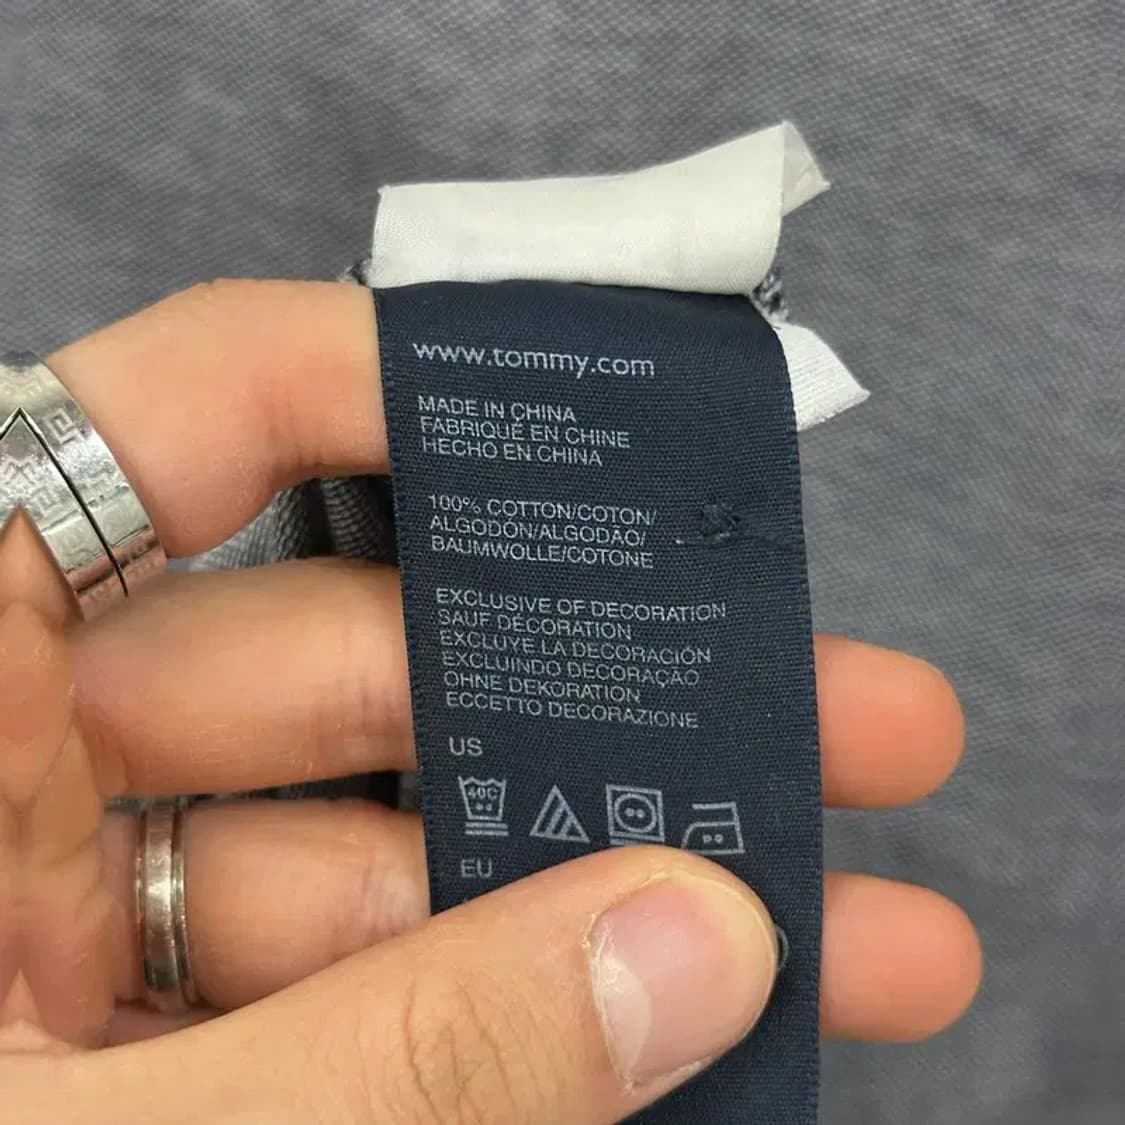 www.tommy.com
MADE IN CHINA
FABRIQUÉ EN CHINE
HECHO EN CHINA
100% COTTON/COTON/
ALGODÓN/ALGODÃO/
BAUMWOLLE/COTONE
EXCLUSIVE OF DECORATION
SAUF DÉCORATION
EXCLUYE LA DECORACIÓN
EXCLUINDO DECORAÇÃO
OHNE DEKORATION
ECCETTO DECORAZIONE
US
40C
EU